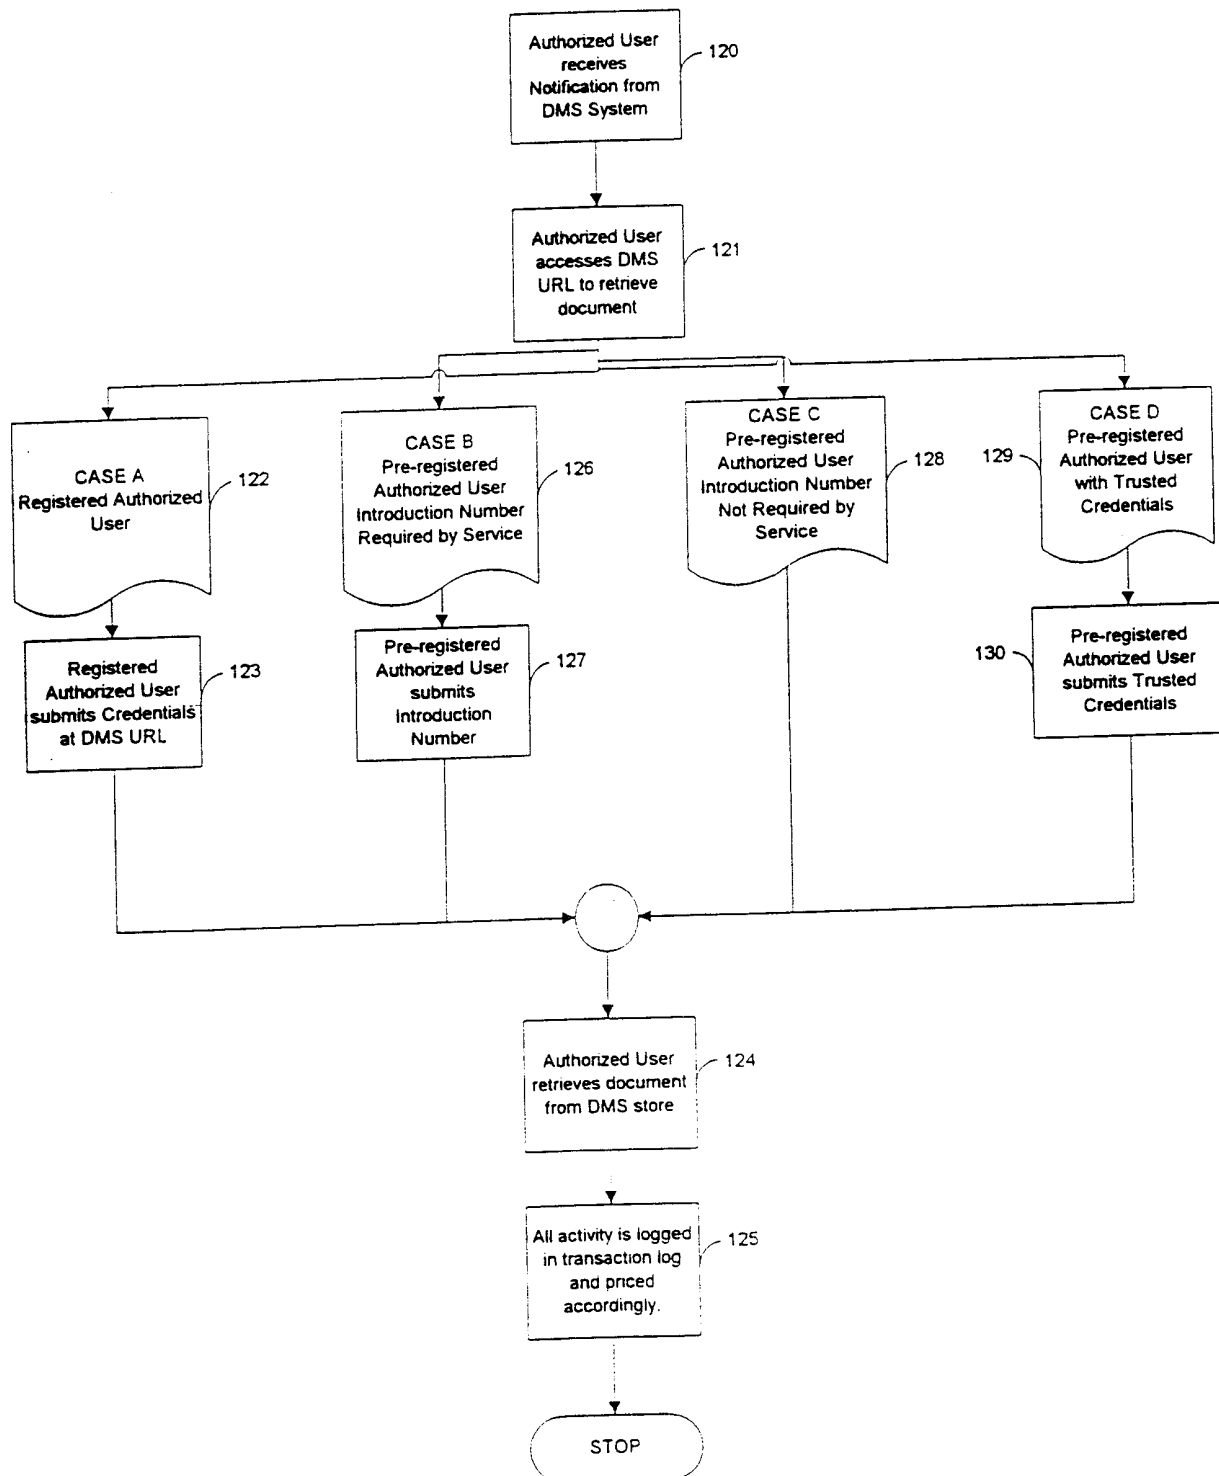 Authorized User
receives
Notification from
DMS System
120
Authorized User
accesses DMS
URL to retrieve
document
121
CASE A
Registered Authorized
User
122
CASE B
Pre-registered
Authorized User
Introduction Number
Required by Service
126
CASE C
Pre-registered
Authorized User
Introduction Number
Not Required by
Service
128
CASE D
Pre-registered
Authorized User
with Trusted
Credentials
129
Registered
Authorized User
submits Credentials
at DMS URL
123
Pre-registered
Authorized User
submits
Introduction
Number
127
Pre-registered
Authorized User
submits Trusted
Credentials
130
Authorized User
retrieves document
from DMS store
124
All activity is logged
in transaction log
and priced
accordingly.
125
STOP